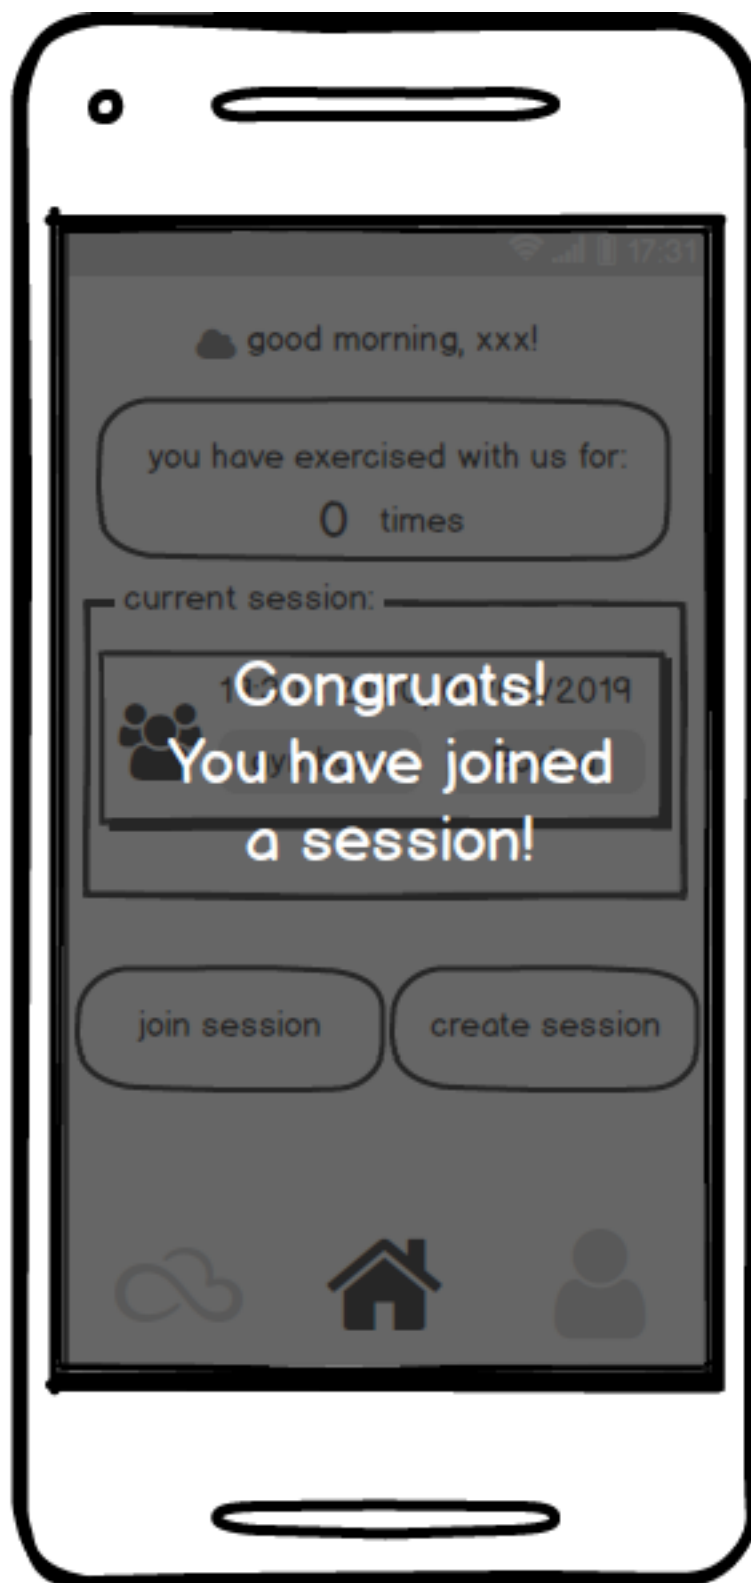 17:31
good morning, xxx!
you have exercised with us for:
0 times
current session:
/2019
Congruats!
You have joined
a session!
join session
create session